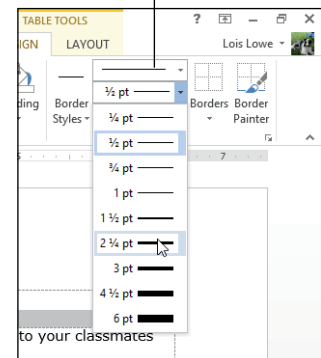 TABLE TOOLS ?
IGN LAYOUT Lois Lowe
½ pt
ding Border Styles Borders Border Painter
¼ pt
½ pt
¾ pt
1 pt
1 ½ pt
2 ¼ pt
3 pt
4 ½ pt
6 pt
7
to your classmates